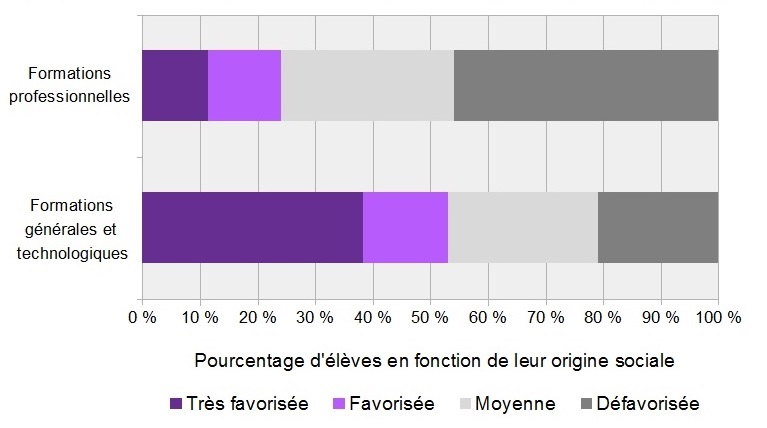 Formations
professionnelles
Formations
générales et
technologiques
0 % 10 % 20 % 30 % 40 % 50 % 60 % 70 % 80 % 90 % 100 %
Pourcentage d'élèves en fonction de leur origine sociale
Très favorisée Favorisée Moyenne Défavorisée